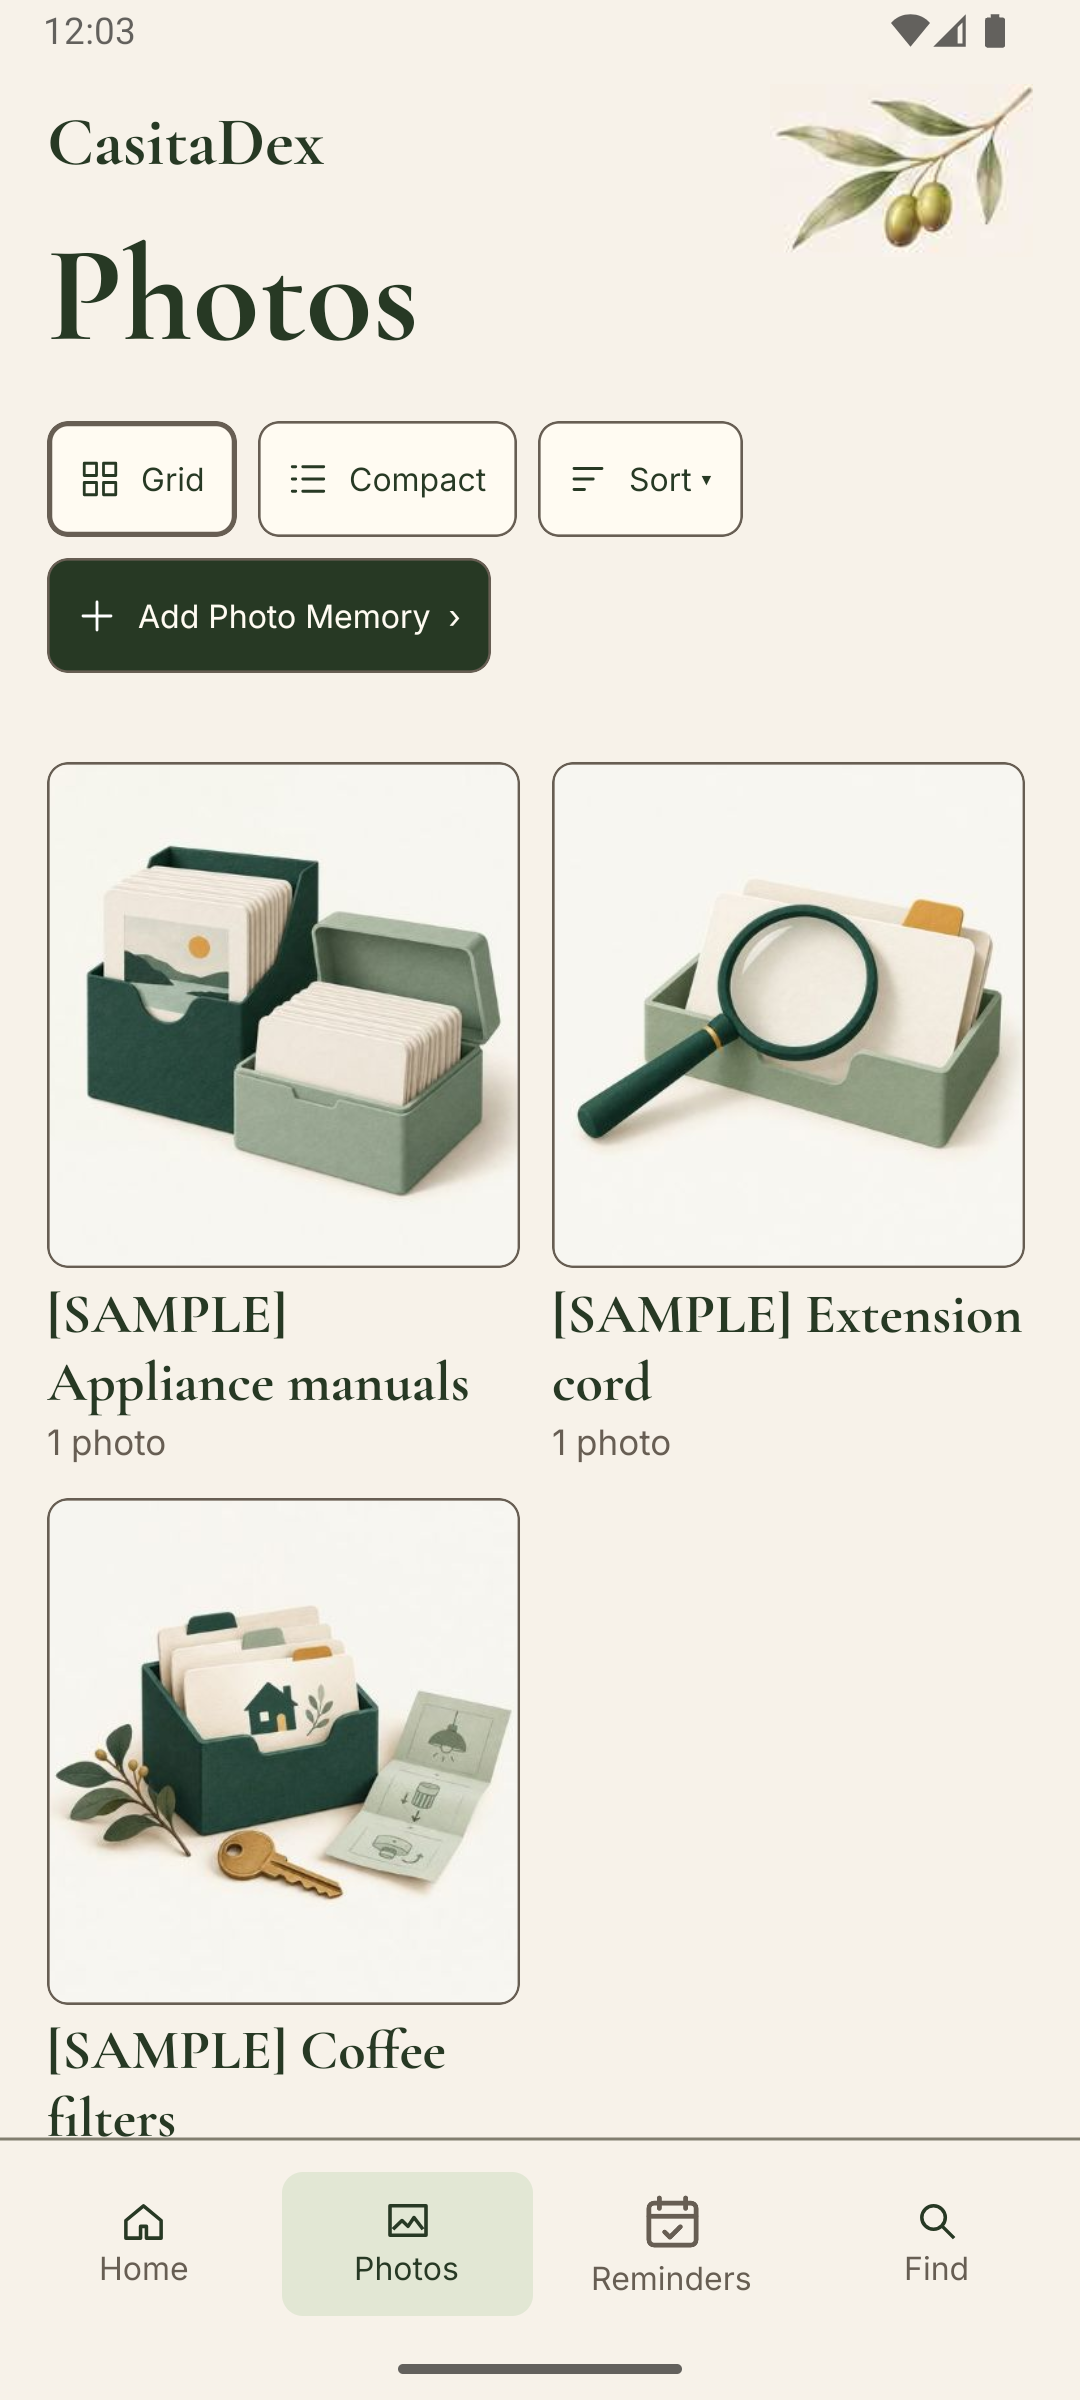 12:03
CasitaDex
Photos
Grid
Compact
Sort ▾
Add Photo Memory ›
[SAMPLE]
Appliance manuals
1 photo
[SAMPLE] Extension
cord
1 photo
[SAMPLE] Coffee
filters
Home
Photos
Reminders
Find